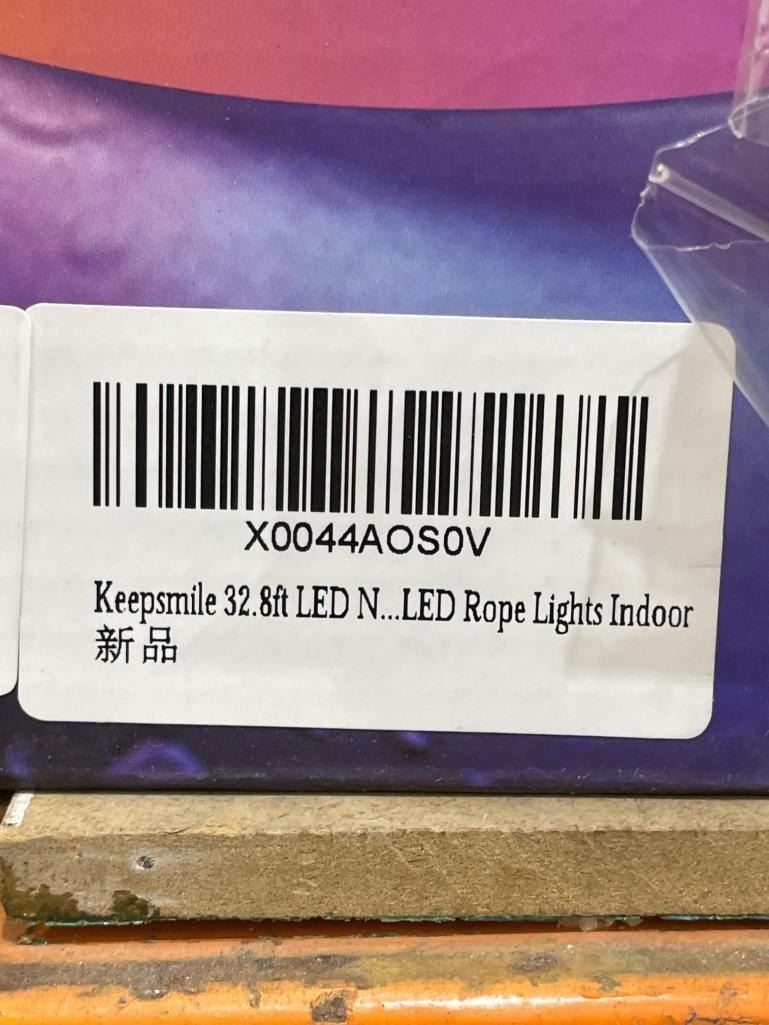 X0044AOS0V
Keepsmile 32.8ft LED N...LED Rope Lights Indoor
新品